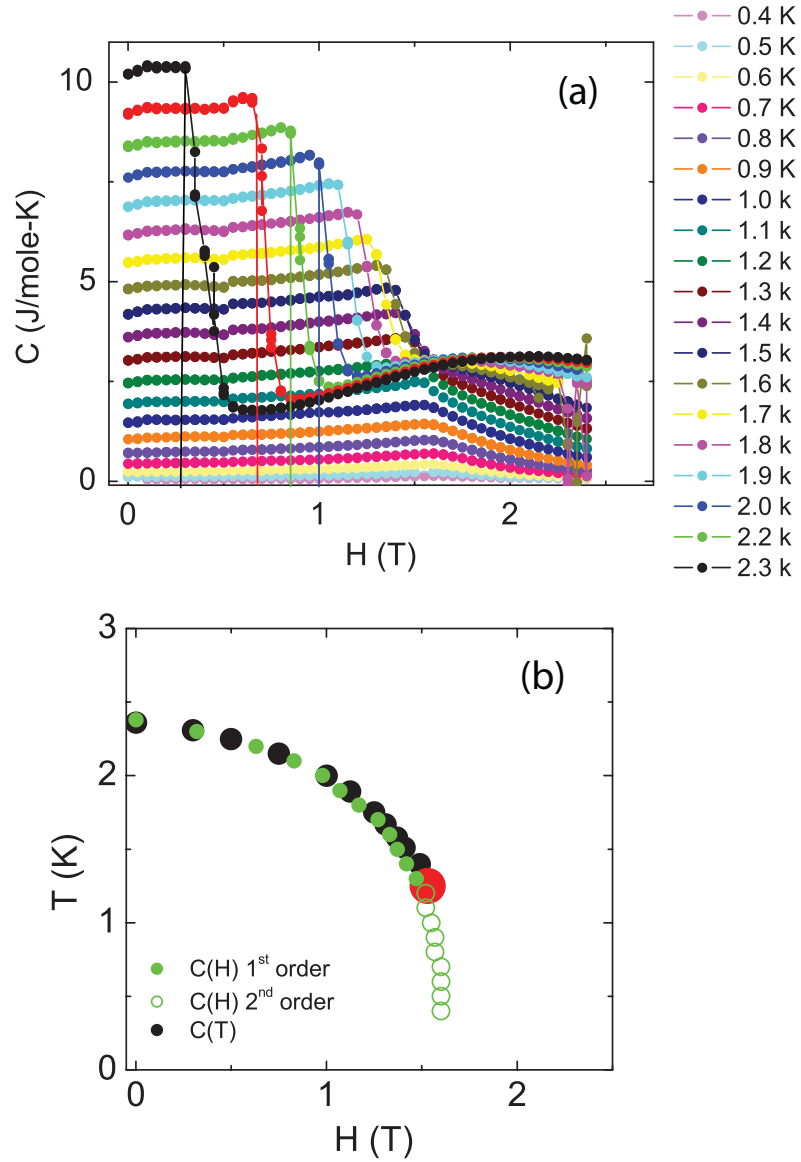 (a)
C (J/mole-K)
10
5
0
0
1
2
H (T)
0.4 K
0.5 K
0.6 K
0.7 K
0.8 K
0.9 K
1.0 k
1.1 k
1.2 k
1.3 k
1.4 k
1.5 k
1.6 k
1.7 k
1.8 k
1.9 k
2.0 k
2.2 k
2.3 k
(b)
T (K)
3
2
1
0
C(H) 1st order
C(H) 2nd order
C(T)
0
1
2
H (T)